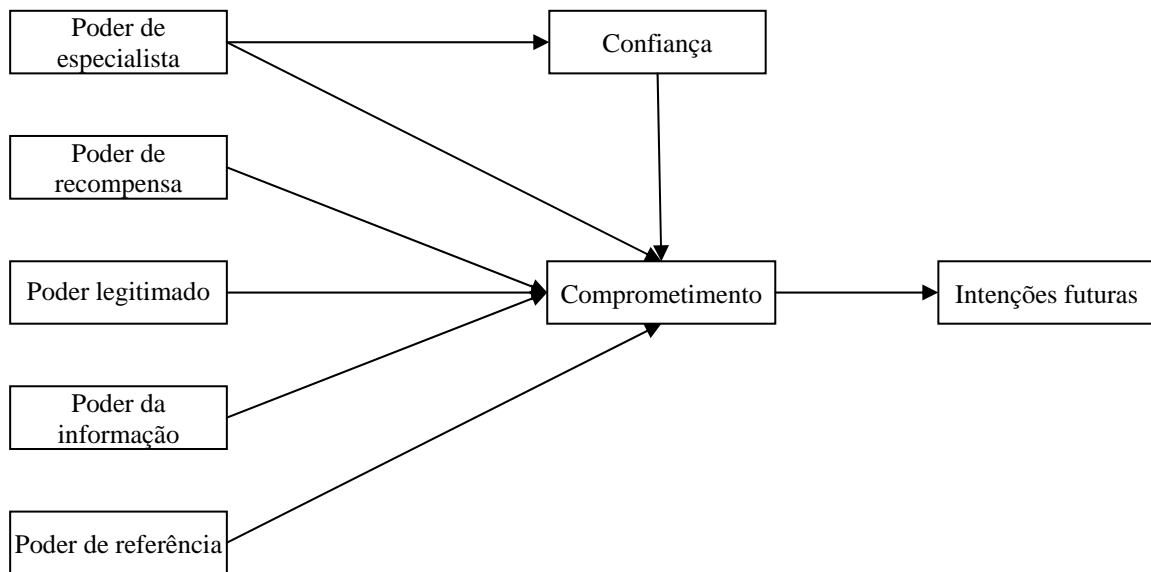 Poder de
especialista
Confiança
Poder de
recompensa
Poder legitimado
Comprometimento
Intenções futuras
Poder da
informação
Poder de referência